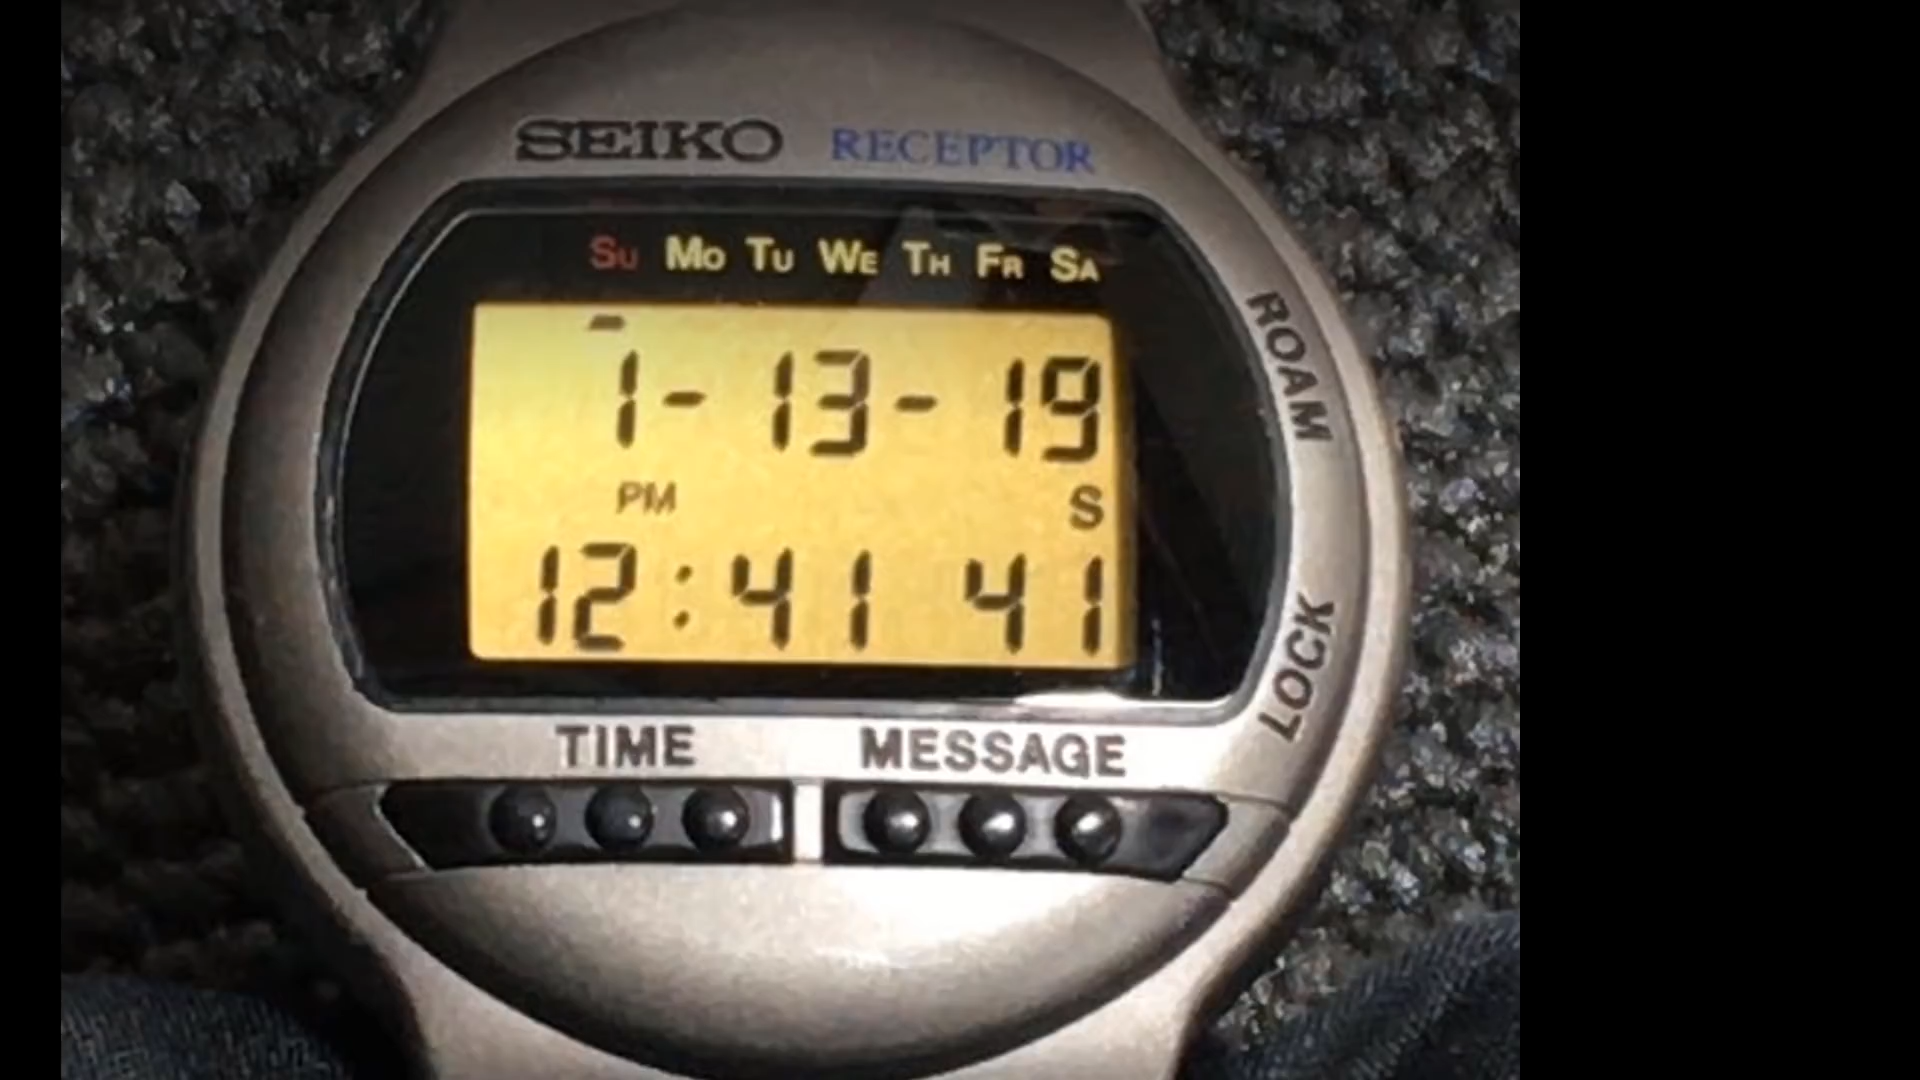 SEIKO RECEPTOR
Su Mo Tu We Th Fr Sa
1-13-19
PM S
12:41 41
ROAM
LOCK
TIME MESSAGE